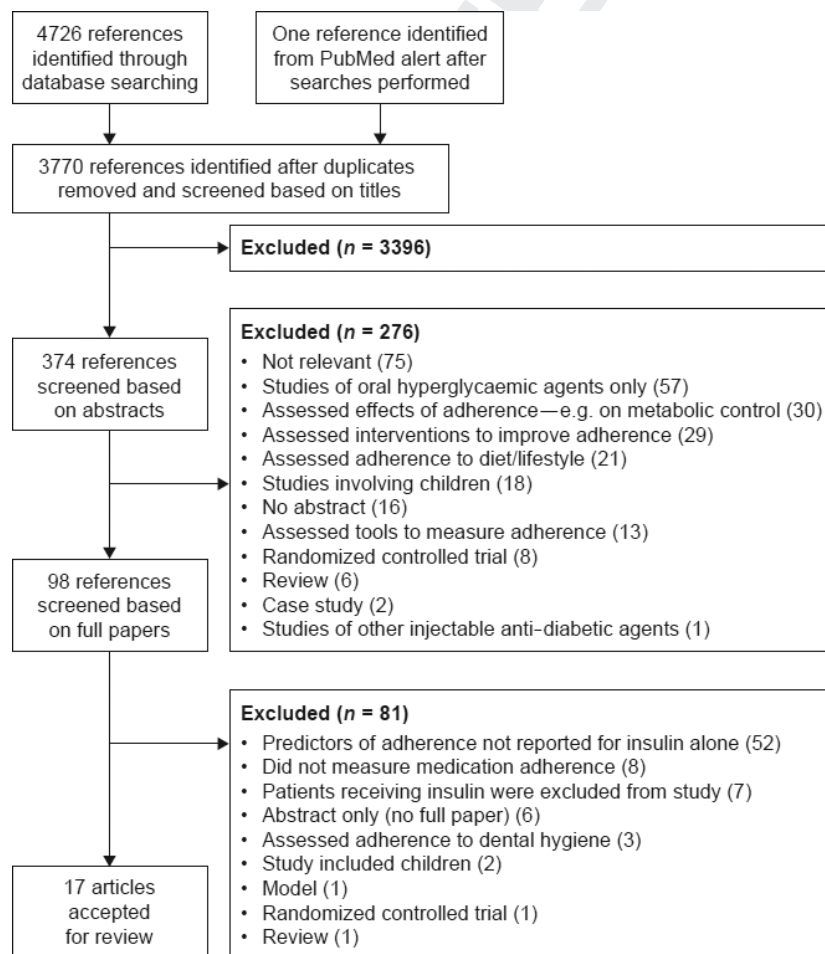 4726 references
identified through
database searching
One reference identified
from PubMed alert after
searches performed
3770 references identified after duplicates
removed and screened based on titles
Excluded (n = 3396)
374 references
screened based
on abstracts
Excluded (n = 276)
• Not relevant (75)
• Studies of oral hyperglycaemic agents only (57)
• Assessed effects of adherence—e.g. on metabolic control (30)
• Assessed interventions to improve adherence (29)
• Assessed adherence to diet/lifestyle (21)
• Studies involving children (18)
• No abstract (16)
• Assessed tools to measure adherence (13)
• Randomized controlled trial (8)
• Review (6)
• Case study (2)
• Studies of other injectable anti-diabetic agents (1)
98 references
screened based
on full papers
Excluded (n = 81)
• Predictors of adherence not reported for insulin alone (52)
• Did not measure medication adherence (8)
• Patients receiving insulin were excluded from study (7)
• Abstract only (no full paper) (6)
• Assessed adherence to dental hygiene (3)
• Study included children (2)
• Model (1)
• Randomized controlled trial (1)
• Review (1)
17 articles
accepted
for review